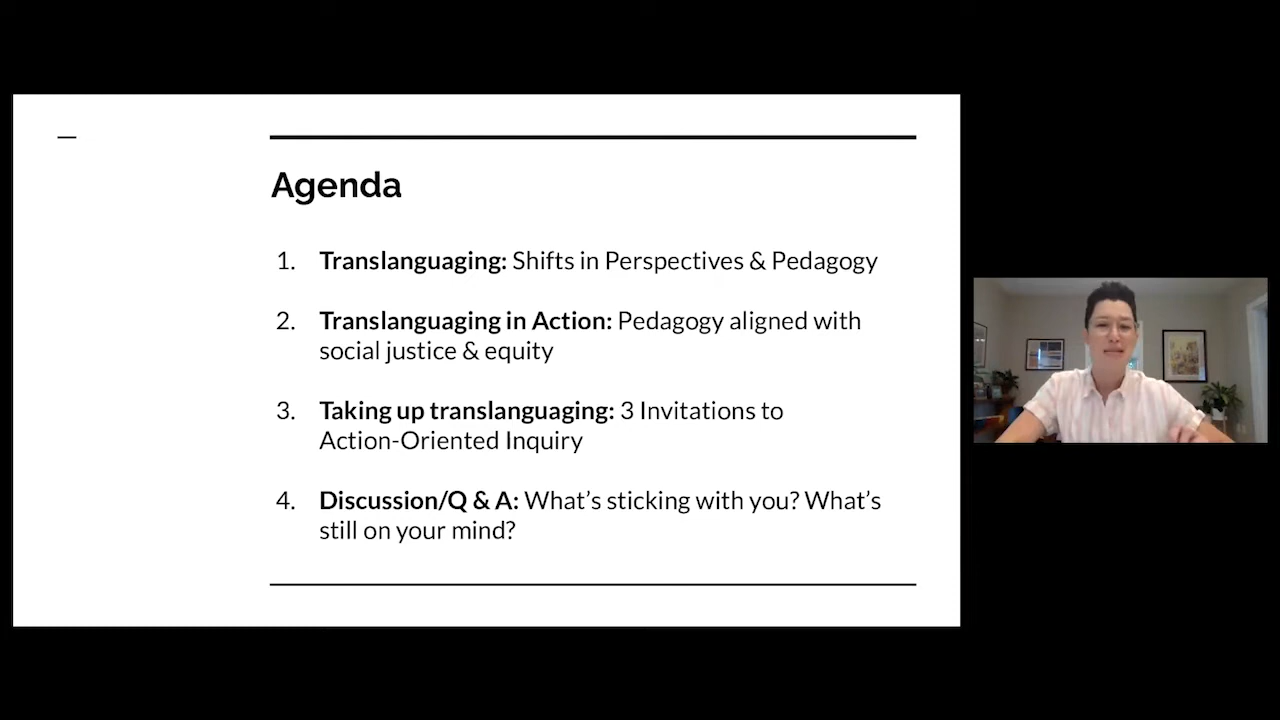 Agenda
1. Translanguaging: Shifts in Perspectives & Pedagogy
2. Translanguaging in Action: Pedagogy aligned with
social justice & equity
3. Taking up translanguaging: 3 Invitations to
Action-Oriented Inquiry
4. Discussion/Q & A: What’s sticking with you? What’s
still on your mind?